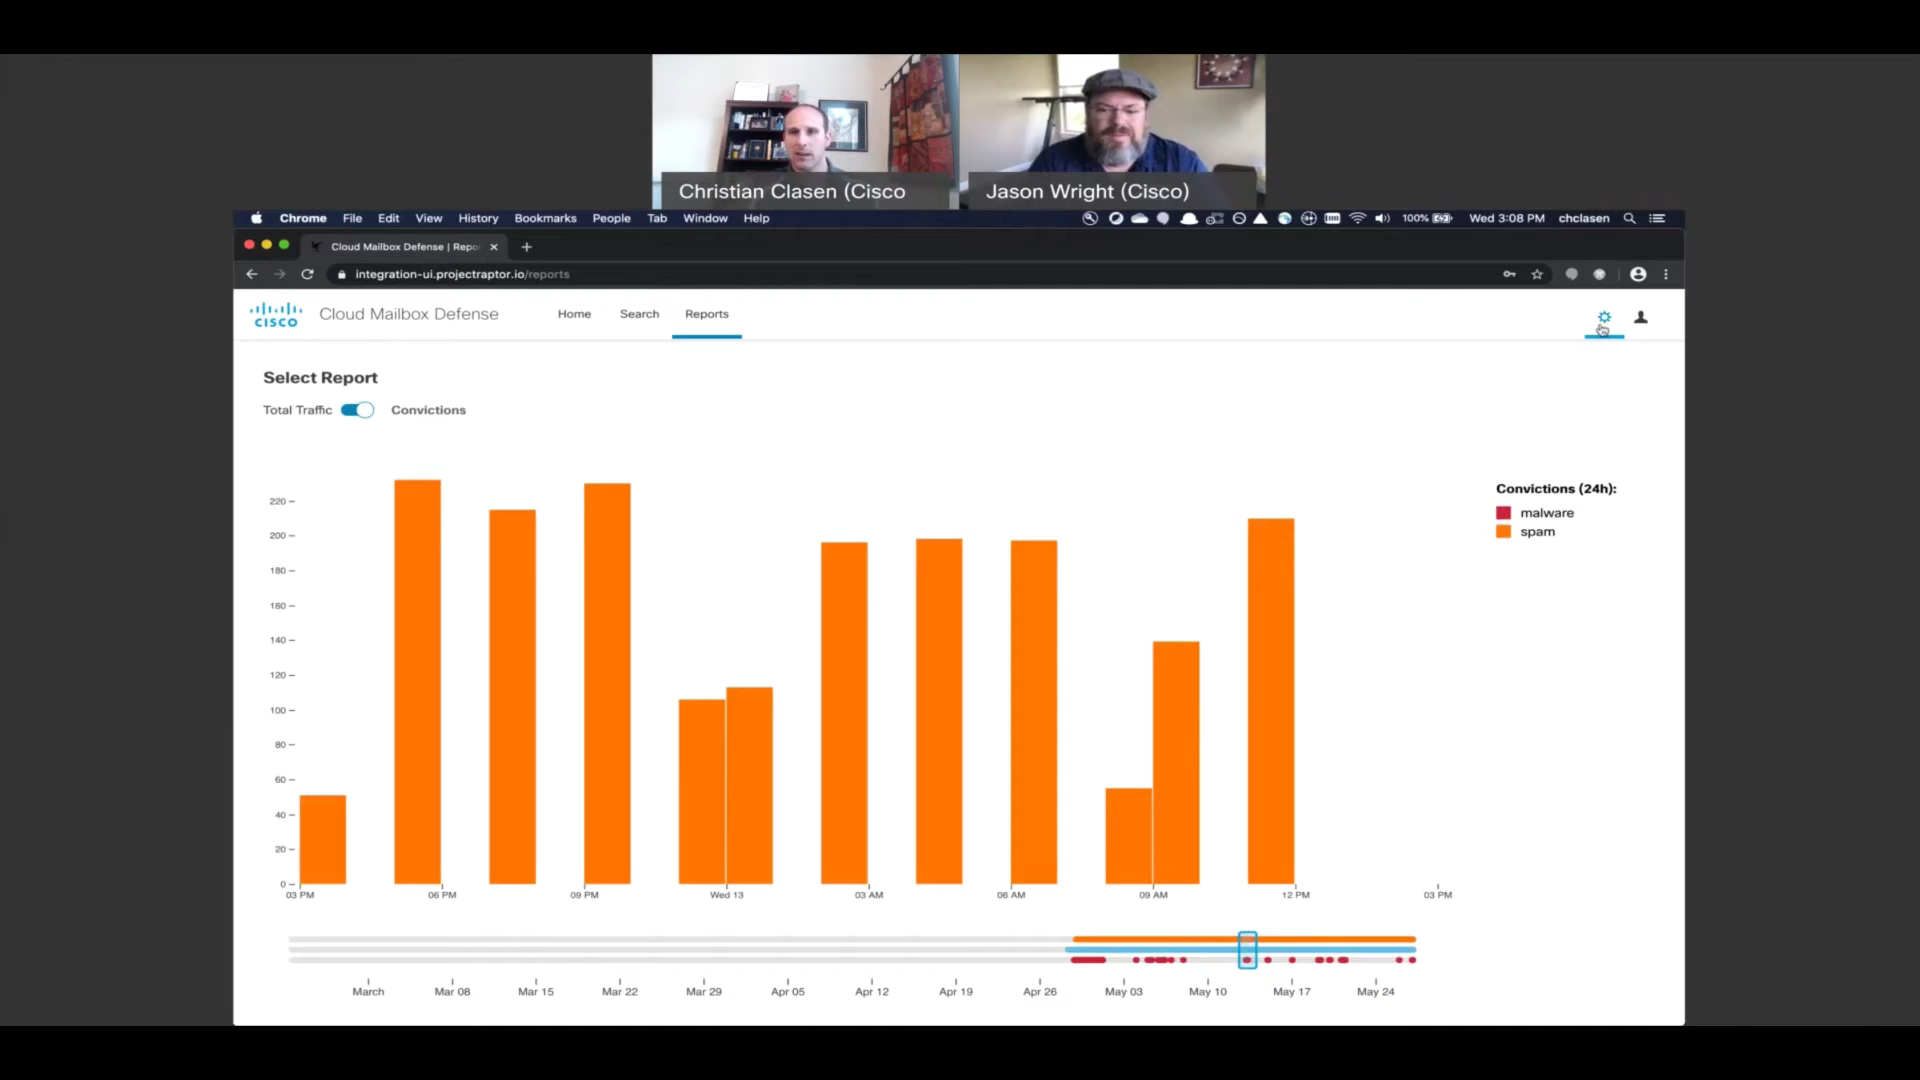 Christian Clasen (Cisco
Jason Wright (Cisco)
Chrome File Edit View History Bookmarks People Tab Window Help
100% Wed 3:08 PM chclasen
Cloud Mailbox Defense | Repo
integration-ui.projectraptor.io/reports
CISCO Cloud Mailbox Defense Home Search Reports
Select Report
Total Traffic Convictions
Convictions (24h):
malware
spam
220
200
180
160
140
120
100
80
60
40
20
0
03 PM 06 PM 09 PM Wed 13 03 AM 06 AM 09 AM 12 PM 03 PM
March Mar 08 Mar 15 Mar 22 Mar 29 Apr 05 Apr 12 Apr 19 Apr 26 May 03 May 10 May 17 May 24